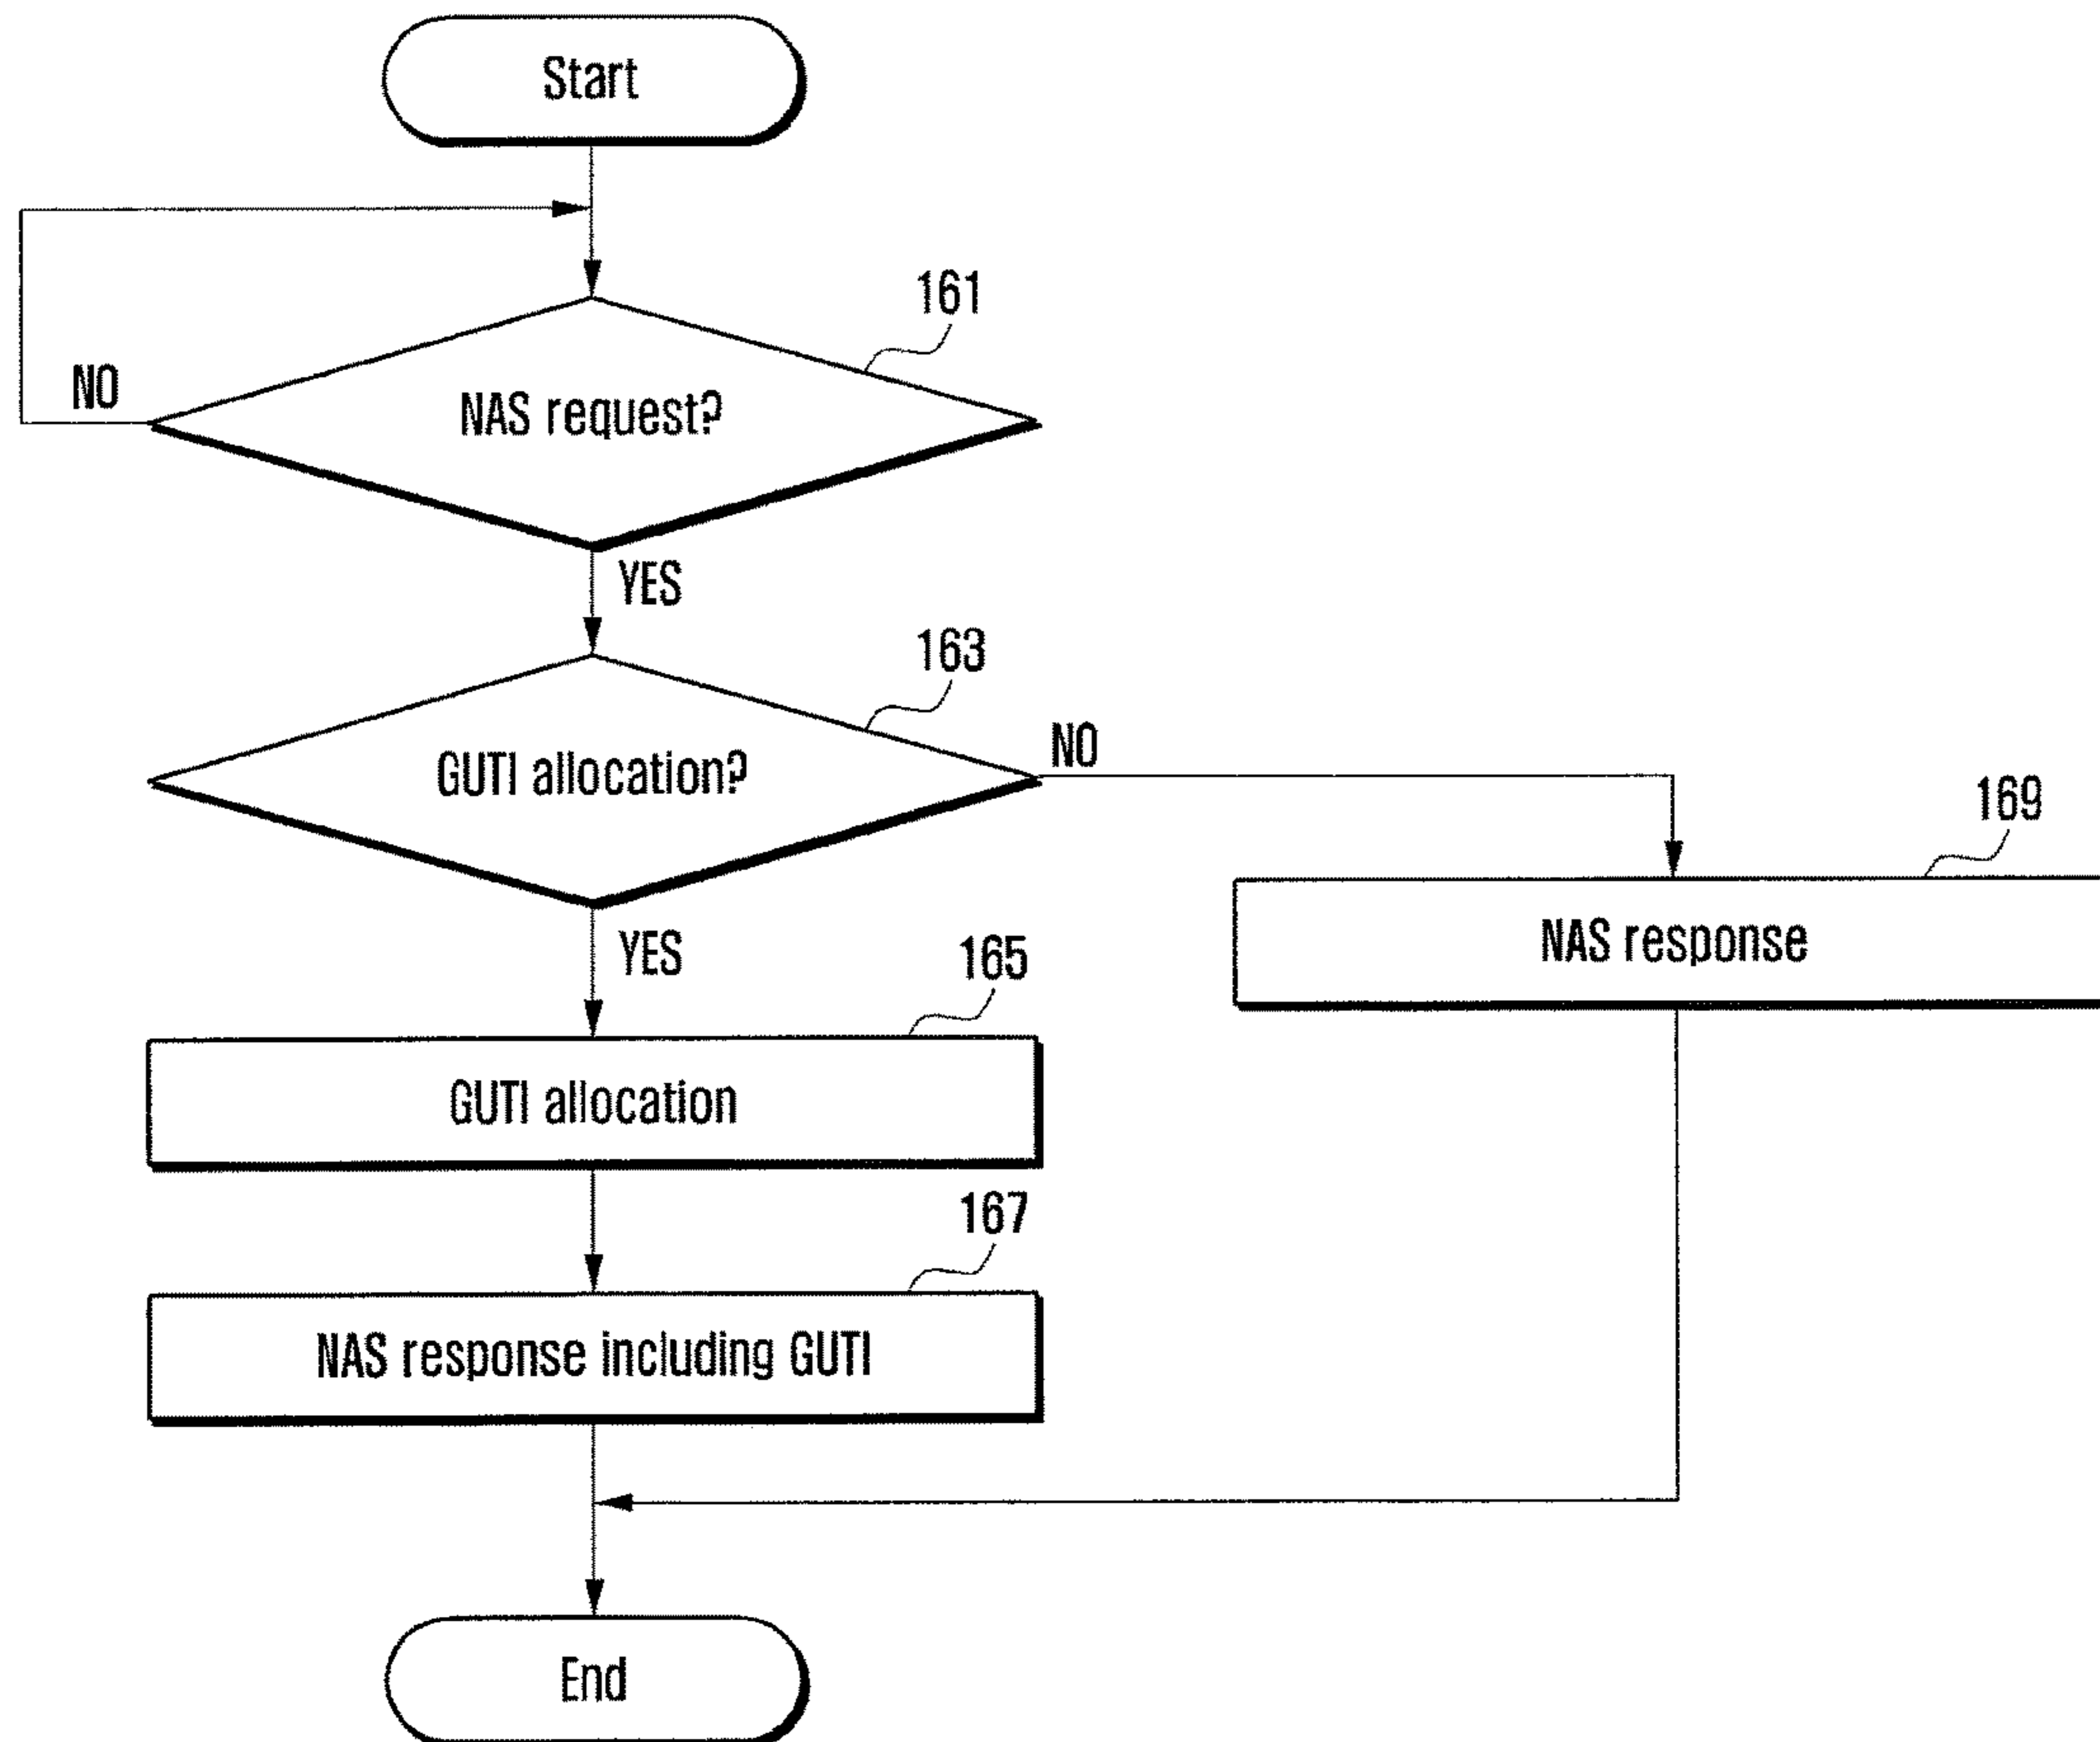 Start
161
NO
NAS request?
YES
163
GUTI allocation?
NO
169
NAS response
YES
165
GUTI allocation
167
NAS response including GUTI
End